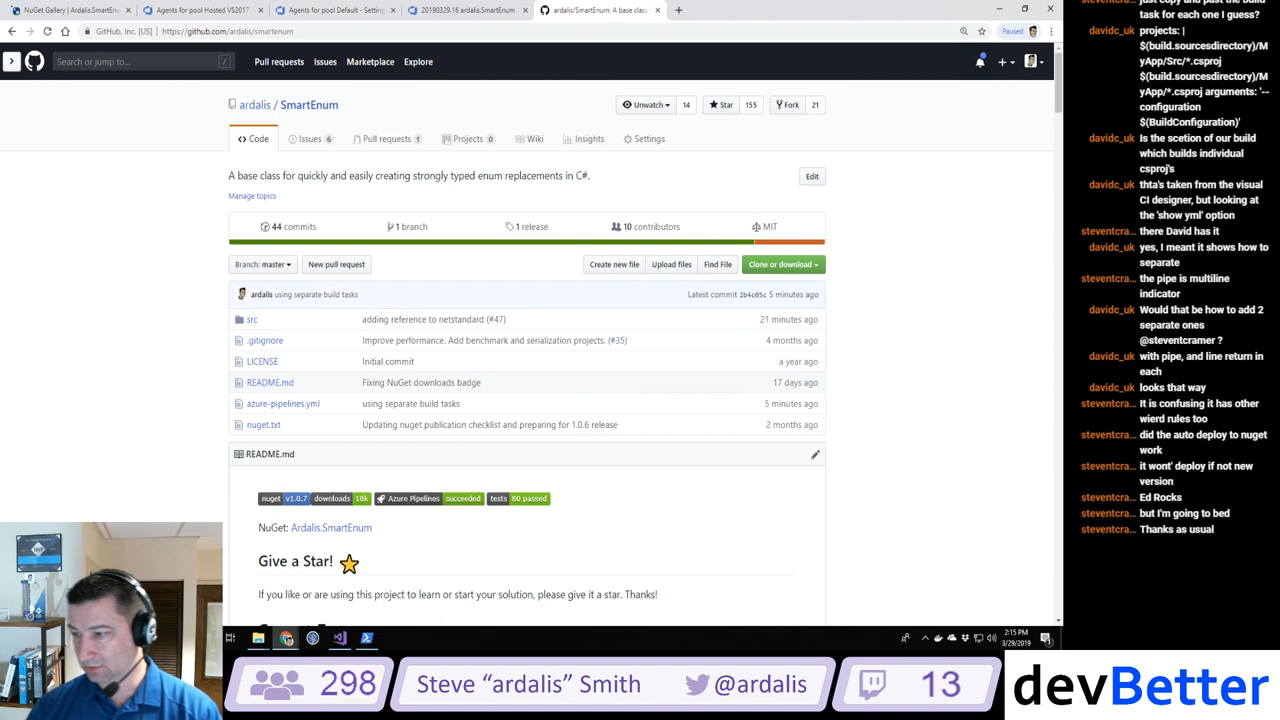 NuGet Gallery | Ardalis.SmartEnu
Agents for pool Hosted VS2017
Agents for pool Default - Settin
20190329.16 ardalis.SmartEnum
ardalis/SmartEnum: A base class
GitHub, Inc. [US] | https://github.com/ardalis/smartenum
Paused
Search or jump to...
/
Pull requests
Issues
Marketplace
Explore
ardalis / SmartEnum
Unwatch 14
Star 155
Fork 21
Code
Issues 6
Pull requests 1
Projects 0
Wiki
Insights
Settings
A base class for quickly and easily creating strongly typed enum replacements in C#.
Edit
Manage topics
44 commits
1 branch
1 release
10 contributors
MIT
Branch: master
New pull request
Create new file
Upload files
Find File
Clone or download
ardalis using separate build tasks
Latest commit 2b4c05c 5 minutes ago
src adding reference to netstandard (#47) 21 minutes ago
.gitignore Improve performance. Add benchmark and serialization projects. (#35) 4 months ago
LICENSE Initial commit a year ago
README.md Fixing NuGet downloads badge 17 days ago
azure-pipelines.yml using separate build tasks 5 minutes ago
nuget.txt Updating nuget publication checklist and preparing for 1.0.6 release 2 months ago
README.md
nuget v1.0.7 downloads 18k Azure Pipelines succeeded tests 80 passed
NuGet: Ardalis.SmartEnum
Give a Star!
If you like or are using this project to learn or start your solution, please give it a star. Thanks!
2:15 PM
3/29/2019
just copy and past the build
task for each one I guess?
davidc_uk projects: |
$(build.sourcesdirectory)/M
yApp/Src/*.csproj
$(build.sourcesdirectory)/M
yApp/*.csproj arguments: '--
configuration
$(BuildConfiguration)'
davidc_uk Is the scetion of our build
which builds individual
csproj's
davidc_uk thta's taken from the visual
CI designer, but looking at
the 'show yml' option
steventcra... there David has it
davidc_uk yes, I meant it shows how to
separate
steventcra... the pipe is multiline
indicator
davidc_uk Would that be how to add 2
separate ones
@steventcramer ?
davidc_uk with pipe, and line return in
each
davidc_uk looks that way
steventcra... It is confusing it has other
wierd rules too
steventcra... did the auto deploy to nuget
work
steventcra... it wont' deploy if not new
version
steventcra... Ed Rocks
steventcra... but I'm going to bed
steventcra... Thanks as usual
298
Steve "ardalis" Smith
@ardalis
13
devBetter